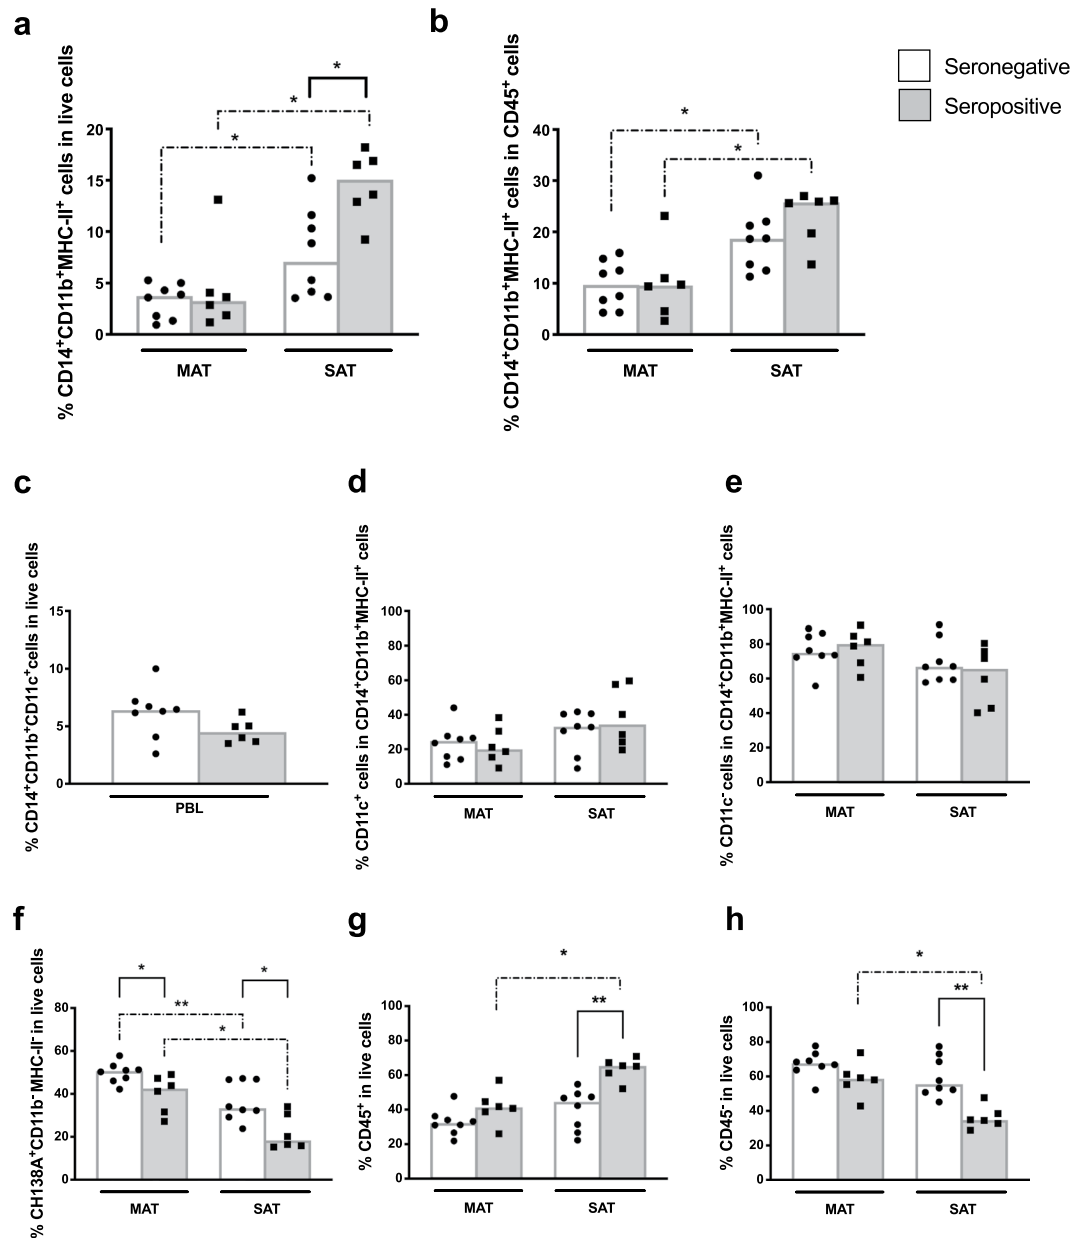 a
b
Seronegative
Seropositive
% CD14+CD11b+MHC-II+ cells in live cells
20
15
10
5
0
*
*
*
MAT
SAT
% CD14+CD11b+MHC-II+ cells in CD45+ cells
40
30
20
10
0
*
*
MAT
SAT
c
d
e
% CD14+CD11b+CD11c+cells in live cells
15
10
5
0
PBL
% CD11c+ cells in CD14+CD11b+MHC-II+ cells
100
80
60
40
20
0
MAT
SAT
% CD11c- cells in CD14+CD11b+MHC-II+ cells
100
80
60
40
20
0
MAT
SAT
f
g
h
% CH138A+CD11b-MHC-II- in live cells
80
60
40
20
0
*
*
**
*
MAT
SAT
% CD45+ in live cells
100
80
60
40
20
0
*
**
MAT
SAT
% CD45- in live cells
100
80
60
40
20
0
*
**
MAT
SAT